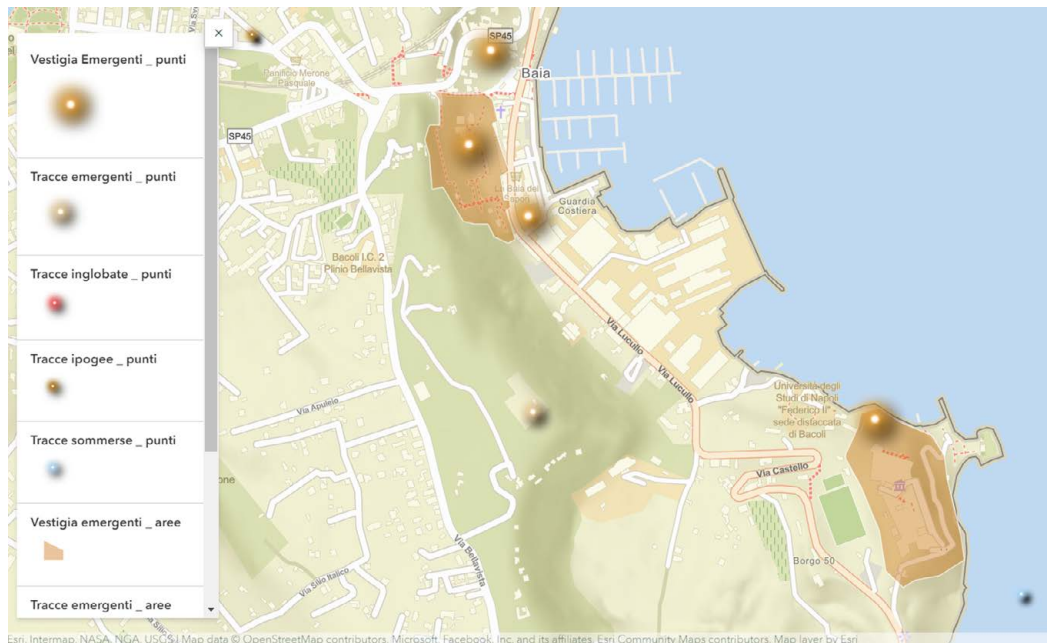 Vestigia Emergenti _ punti
Tracce emergenti _ punti
Tracce inglobate _ punti
Tracce ipogee _ punti
Tracce sommerse _ punti
Vestigia emergenti _ aree
Tracce emergenti _ aree
×
SP45
Baia
Panificio Merone
Pasquale
SP45
La Baia dei
Sapori
Guardia
Costiera
Bacoli I.C. 2
Plinio Bellavista
Via Lucullo
Via Lucullo
Via Apuleio
Università degli
Studi di Napoli
"Federico II" -
sede distaccata
di Bacoli
Via Castello
Borgo 50
Via Bellavista
Via Silio Italico
Esri, Intermap, NASA, NGA, USGS | Map data © OpenStreetMap contributors, Microsoft, Facebook, Inc. and its affiliates, Esri Community Maps contributors, Map layer by Esri